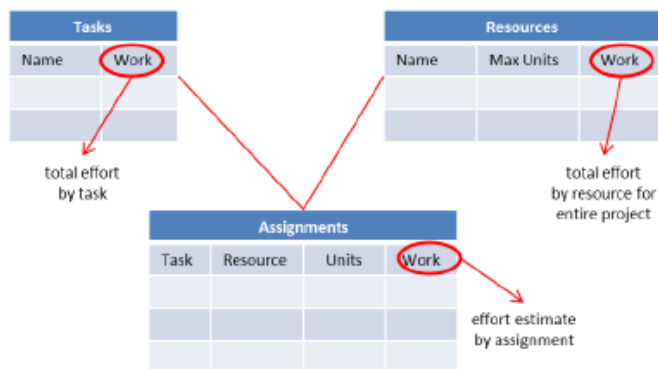 Tasks
Name Work
total effort
by task
Resources
Name Max Units Work
total effort
by resource for
entire project
Assignments
Task Resource Units Work
effort estimate
by assignment